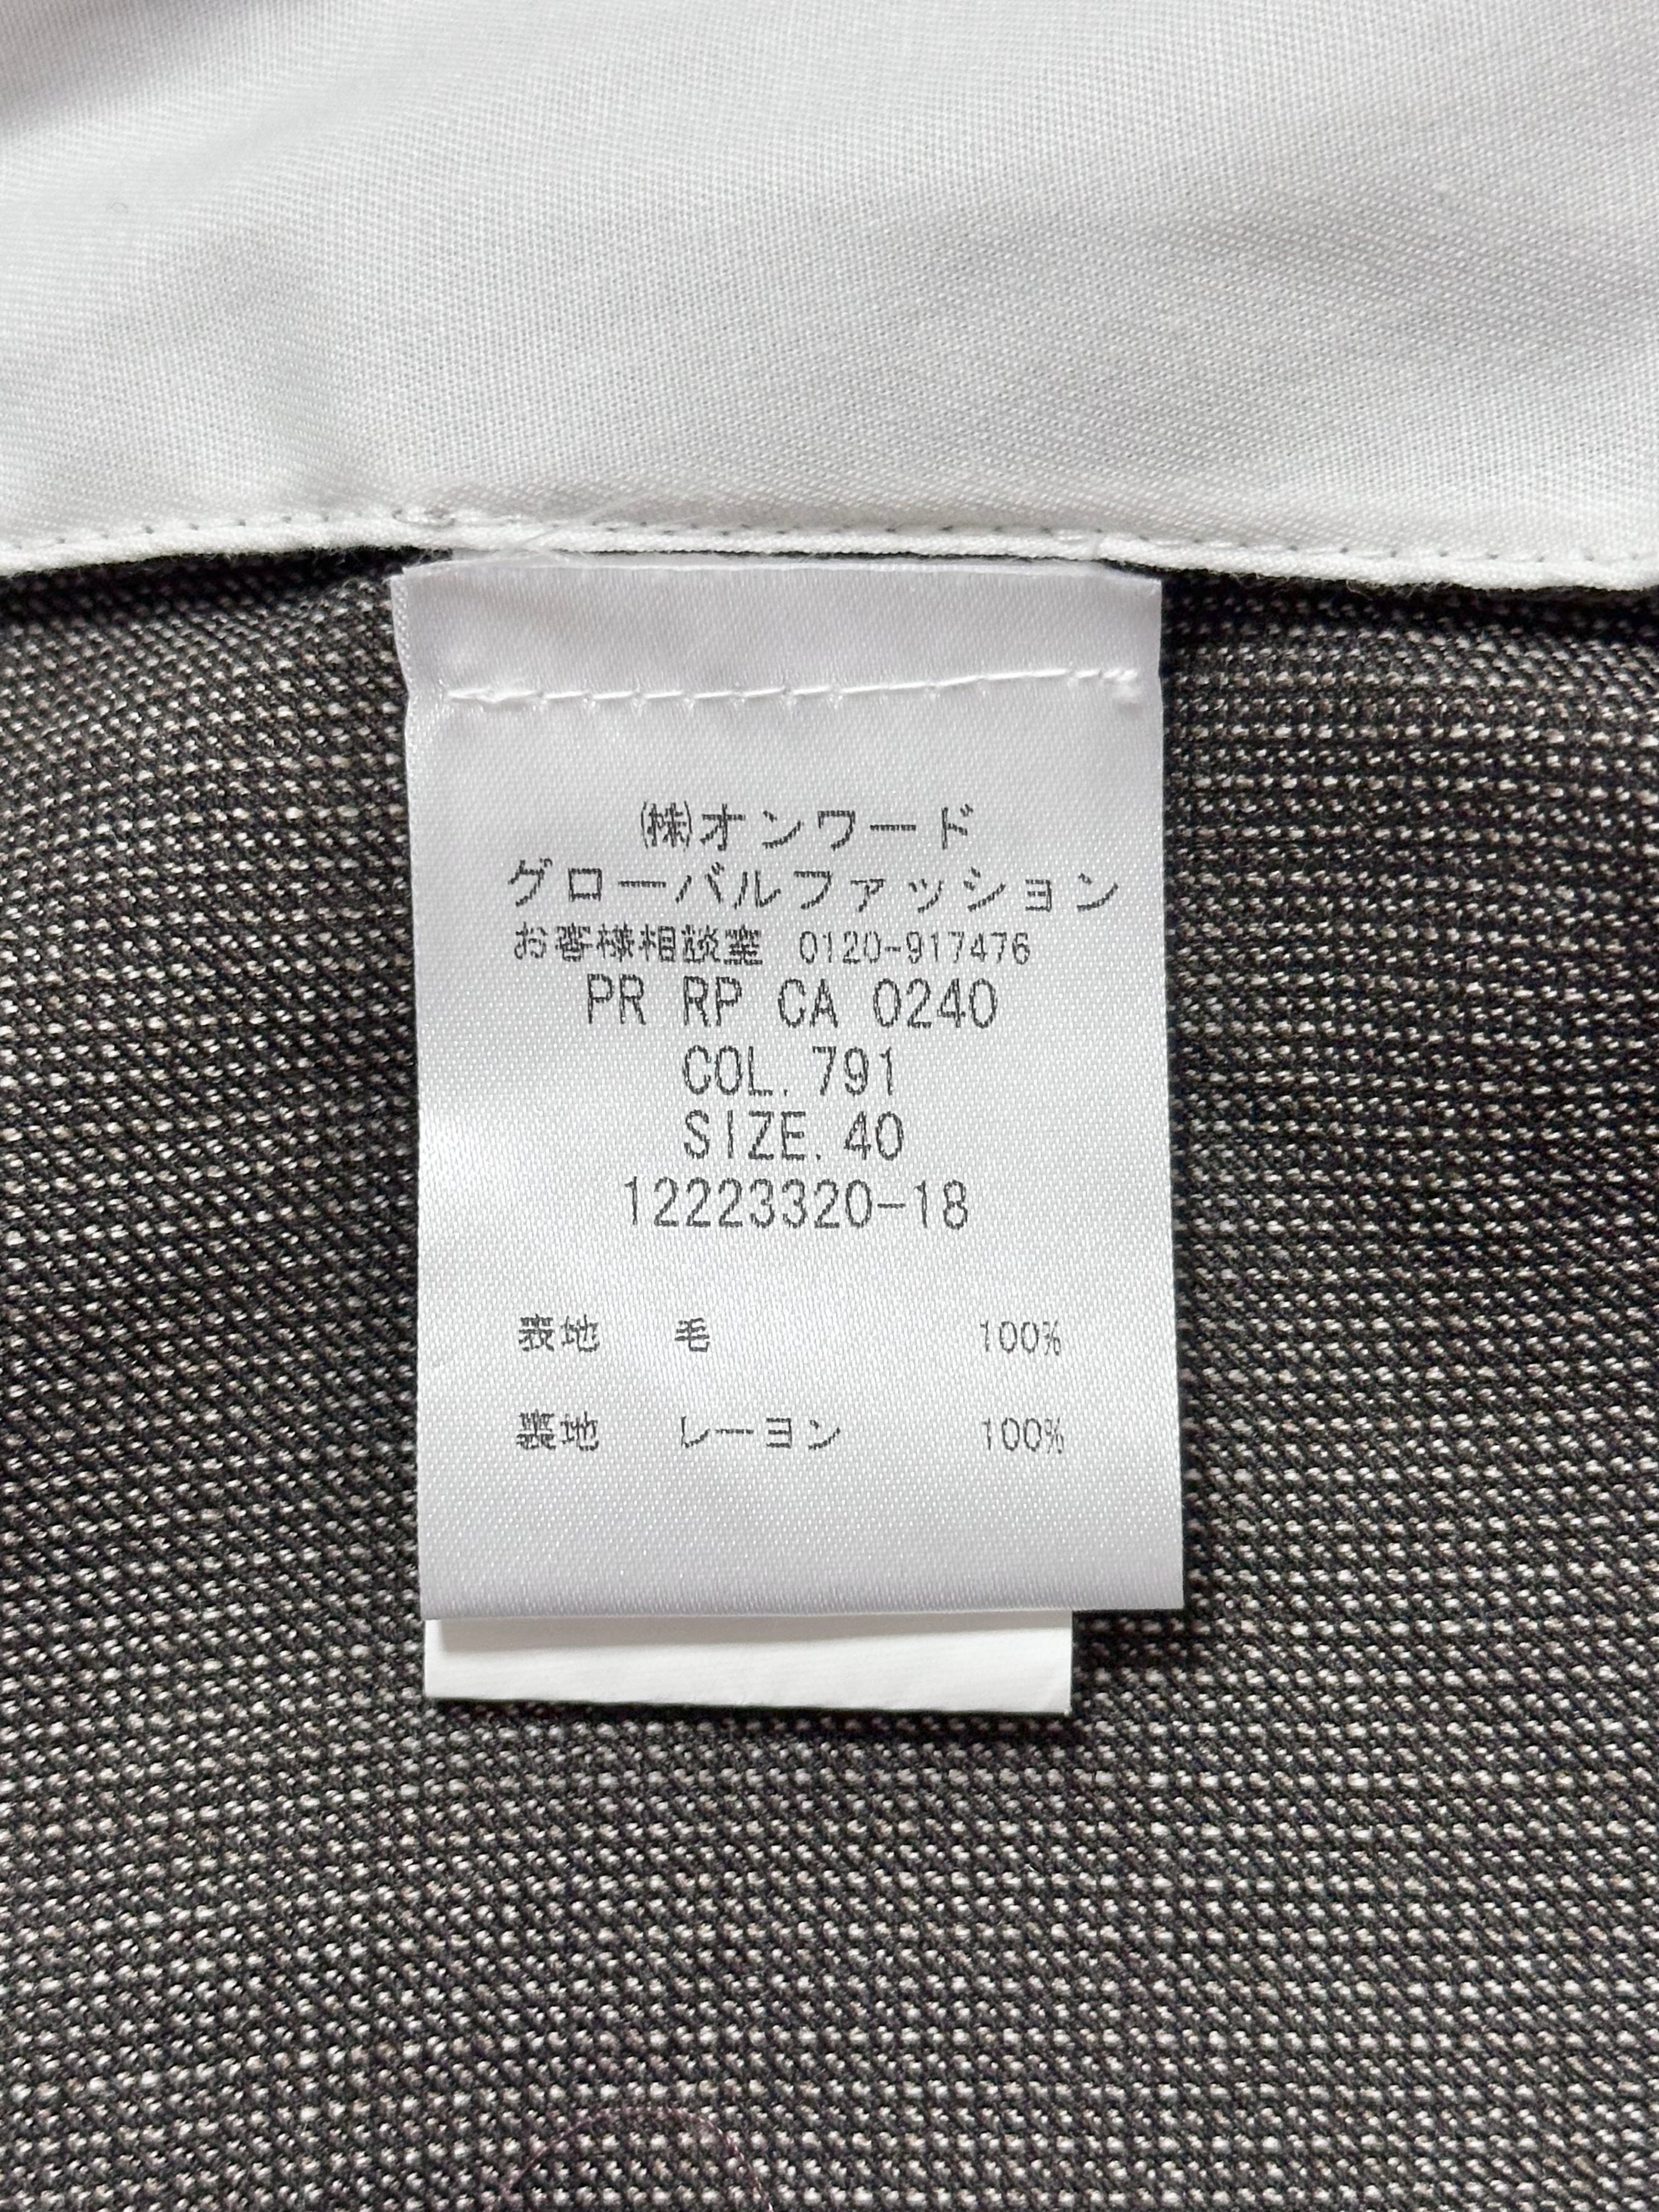 ㈱オンワード
グローバルファッション
お客様相談室 0120-917476
PR RP CA 0240
COL.791
SIZE.40
12223320-18
表地 毛 100%
裏地 レーヨン 100%